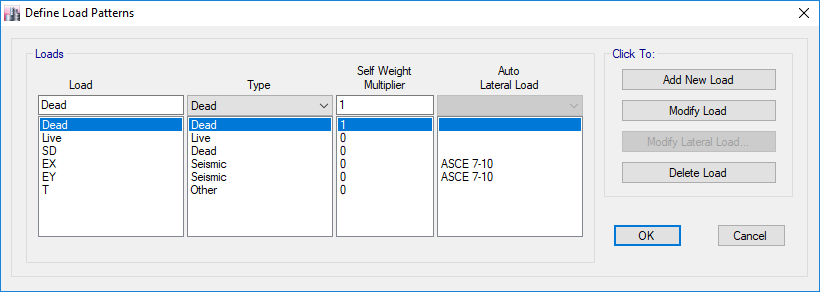 Define Load Patterns
Loads
Click To:
Load Type Self Weight Multiplier Auto Lateral Load
Dead Dead 1
Dead Dead 1
Live Live 0
SD Dead 0
EX Seismic 0 ASCE 7-10
EY Seismic 0 ASCE 7-10
T Other 0
Add New Load
Modify Load
Modify Lateral Load...
Delete Load
OK Cancel